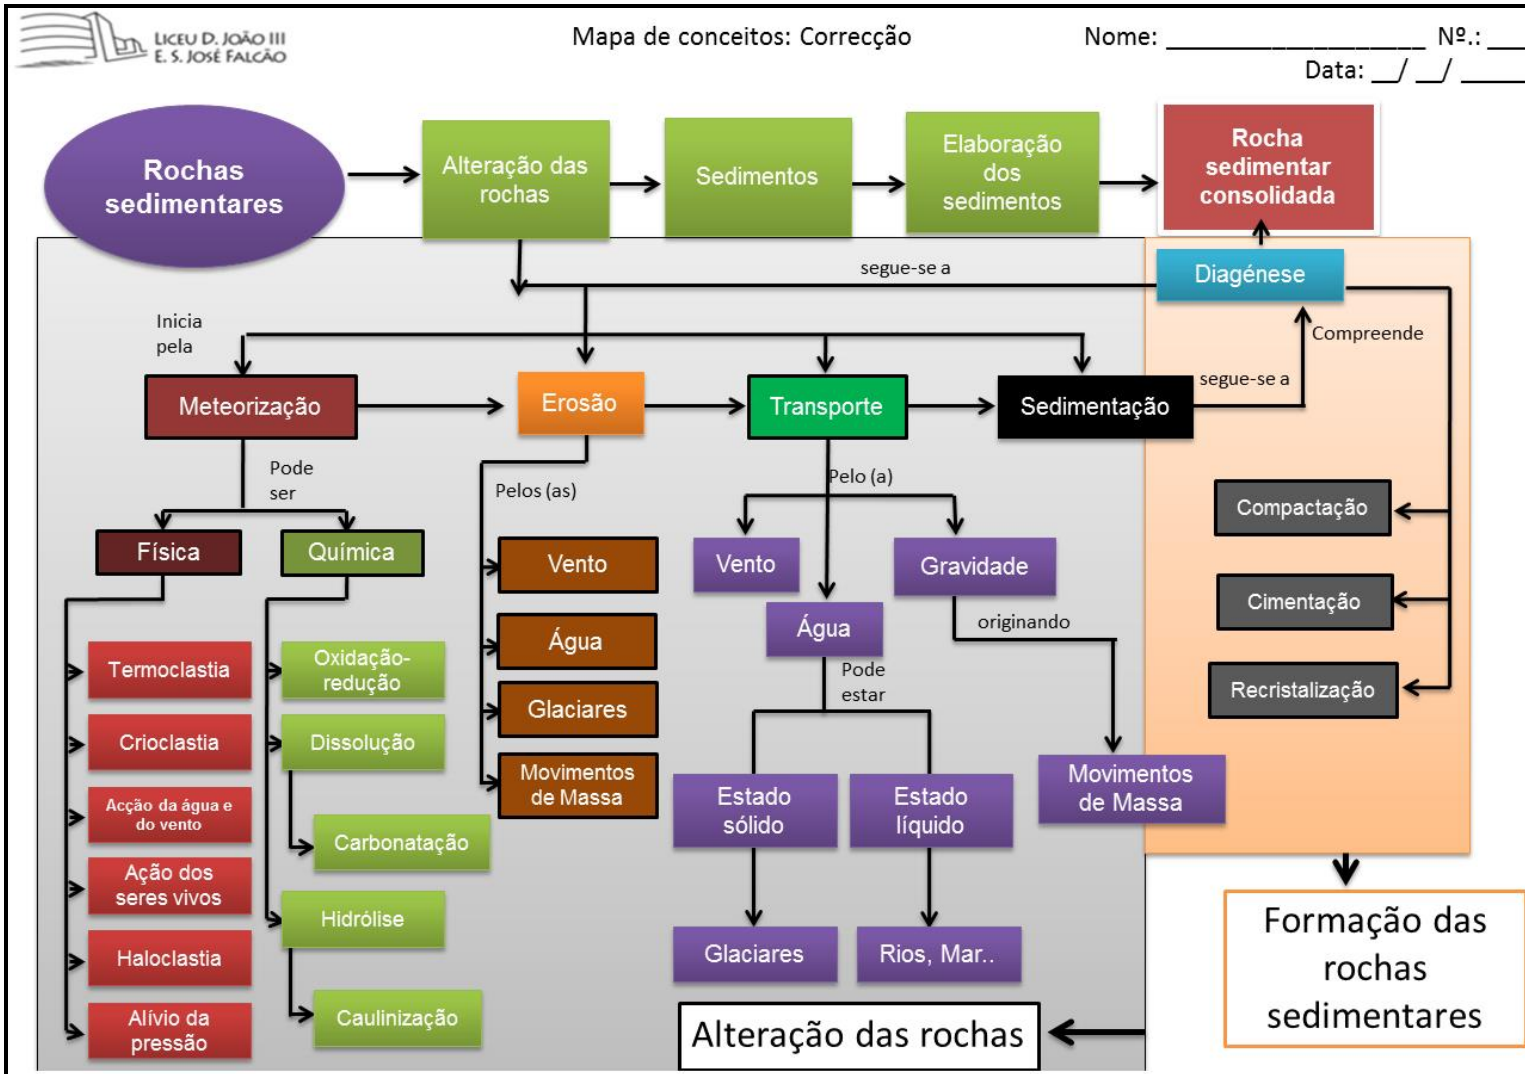 LICEU D. JOÃO III
E. S. JOSÉ FALCÃO
Mapa de conceitos: Correcção
Nome: ____________________ Nº.: ___
Data: __/ __/ _____
Rochas
sedimentares
Alteração das
rochas
Sedimentos
Elaboração
dos
sedimentos
Rocha
sedimentar
consolidada
segue-se a
Diagénese
Inicia
pela
Compreende
Meteorização
Erosão
Transporte
Sedimentação
segue-se a
Pode
ser
Pelos (as)
Pelo (a)
Física
Química
Vento
Água
Glaciares
Movimentos
de Massa
Vento
Gravidade
Água
originando
Pode
estar
Compactação
Cimentação
Recristalização
Termoclastia
Crioclastia
Acção da água e
do vento
Ação dos
seres vivos
Haloclastia
Alívio da
pressão
Oxidação-
redução
Dissolução
Carbonatação
Hidrólise
Caulinização
Estado
sólido
Estado
líquido
Movimentos
de Massa
Glaciares
Rios, Mar..
Alteração das rochas
Formação das
rochas
sedimentares